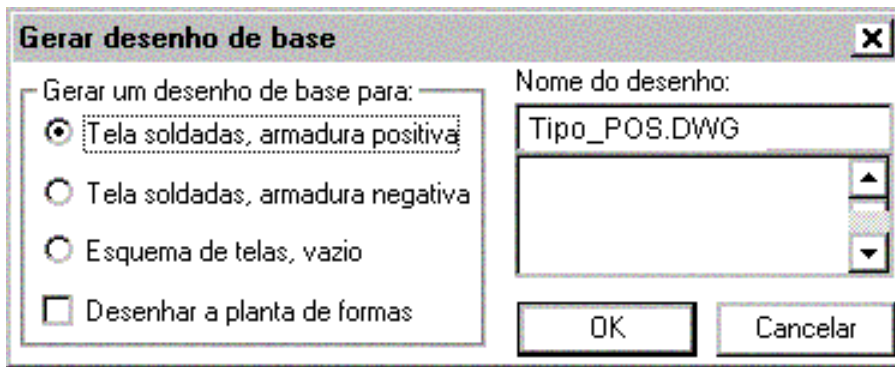 Gerar desenho de base
Gerar um desenho de base para:
Tela soldadas, armadura positiva
Tela soldadas, armadura negativa
Esquema de telas, vazio
Desenhar a planta de formas
Nome do desenho:
Tipo_POS.DWG
OK
Cancelar